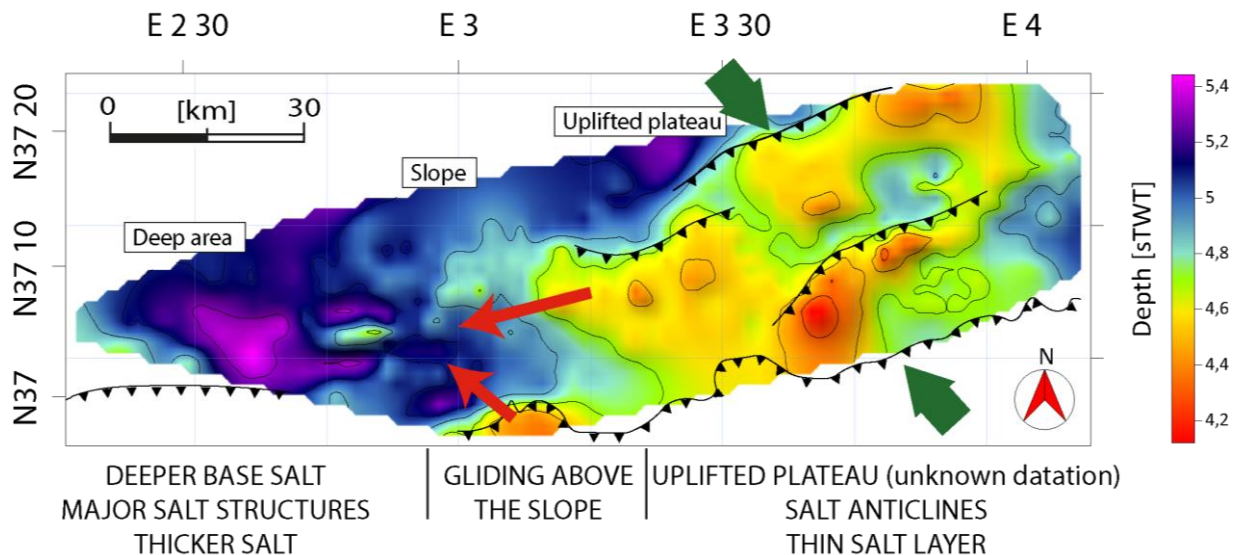 E 2 30 E 3 E 3 30 E 4
0 [km] 30
Uplifted plateau
Slope
Deep area
N37 20
N37 10
N37
N
5,4
5,2
5
4,8
4,6
4,4
4,2
Depth [sTWT]
DEEPER BASE SALT
MAJOR SALT STRUCTURES
THICKER SALT
GLIDING ABOVE
THE SLOPE
UPLIFTED PLATEAU (unknown datation)
SALT ANTICLINES
THIN SALT LAYER